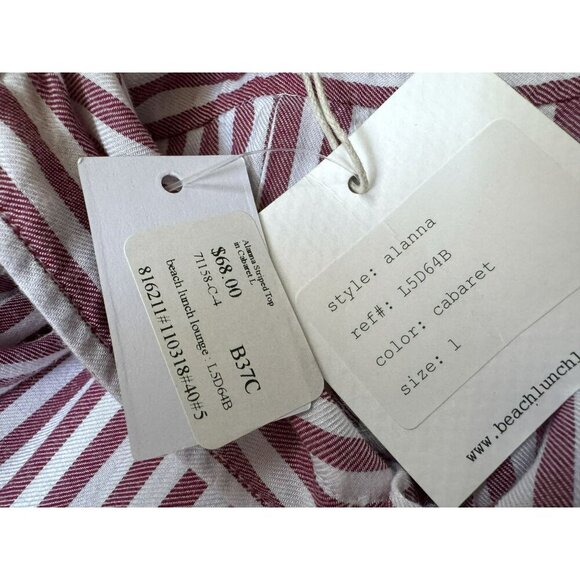 Alanna Striped Top
in Cabaret L
$68.00
71158-C-4
B37C
beach lunch lounge · L5D64B
816211#110318#40#5
style: alanna
ref#: L5D64B
color: cabaret
size: l
www.beachlunchl